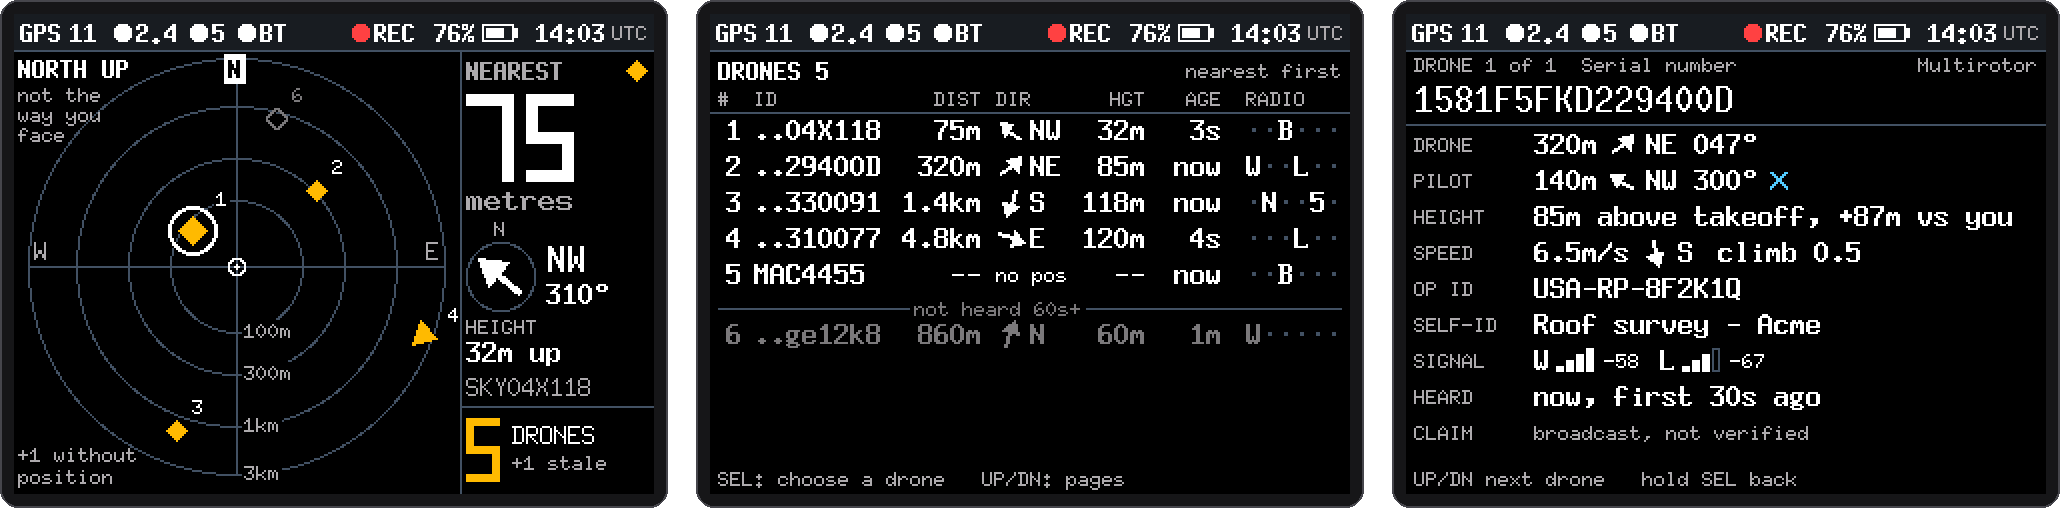 GPS 11 2.4 5 BT REC 76% 14:03 UTC
NORTH UP
not the
way you
face
N
6
2
1
W
E
4
100m
300m
3
1km
3km
+1 without
position
NEAREST
75
metres
N
NW
310°
HEIGHT
32m up
SKY04X118
5 DRONES
+1 stale
GPS 11 2.4 5 BT REC 76% 14:03 UTC
DRONES 5 nearest first
# ID DIST DIR HGT AGE RADIO
1 ..04X118 75m NW 32m 3s ··B···
2 ..29400D 320m NE 85m now W··L··
3 ..330091 1.4km S 118m now ·N··5·
4 ..310077 4.8km E 120m 4s ···L··
5 MAC4455 -- no pos -- now ··B···
not heard 60s+
6 ..ge12k8 860m N 60m 1m W·····
SEL: choose a drone UP/DN: pages
GPS 11 2.4 5 BT REC 76% 14:03 UTC
DRONE 1 of 1 Serial number Multirotor
1581F5FKD229400D
DRONE 320m NE 047°
PILOT 140m NW 300°
HEIGHT 85m above takeoff, +87m vs you
SPEED 6.5m/s S climb 0.5
OP ID USA-RP-8F2K1Q
SELF-ID Roof survey - Acme
SIGNAL W -58 L -67
HEARD now, first 30s ago
CLAIM broadcast, not verified
UP/DN next drone hold SEL back